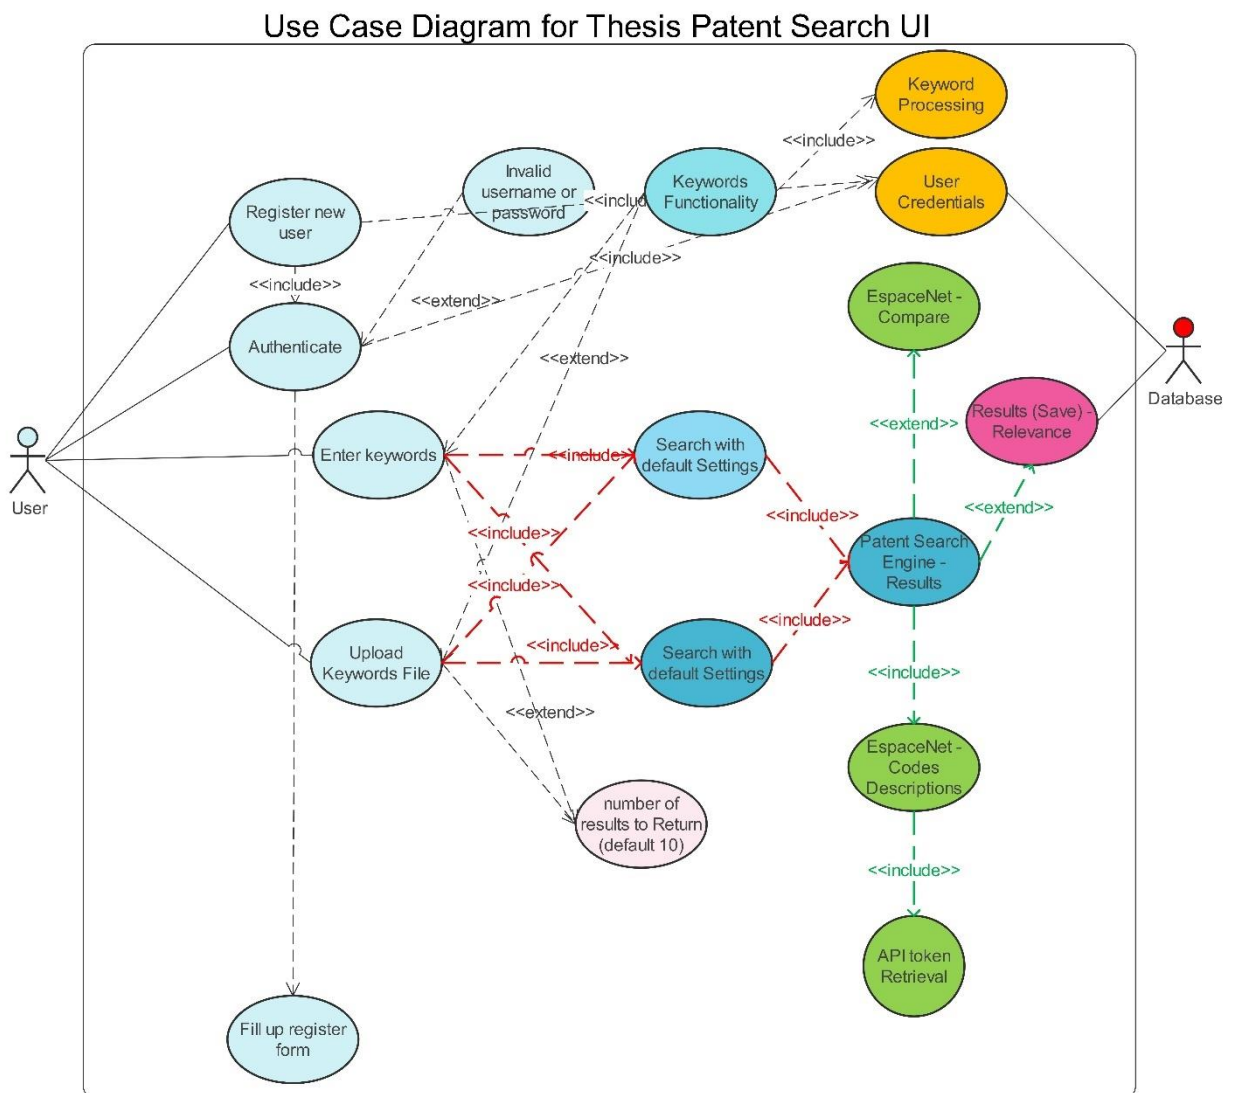 Use Case Diagram for Thesis Patent Search UI
Keyword
Processing
<<include>>
Invalid
username or
password
Keywords
Functionality
User
Credentials
<<includ
Register new
user
<<include>>
<<include>>
<<extend>>
EspaceNet -
Compare
Authenticate
<<extend>>
Database
<<extend>>
Results (Save) -
Relevance
Enter keywords
<<include>
Search with
default Settings
User
<<include>>
<<include>>
<<extend>>
Patent Search
Engine -
Results
<<include>>
<<include>>
<<include>>
Upload
Keywords File
Search with
default Settings
<<include>>
<<extend>>
EspaceNet -
Codes
Descriptions
number of
results to Return
(default 10)
<<include>>
API token
Retrieval
Fill up register
form